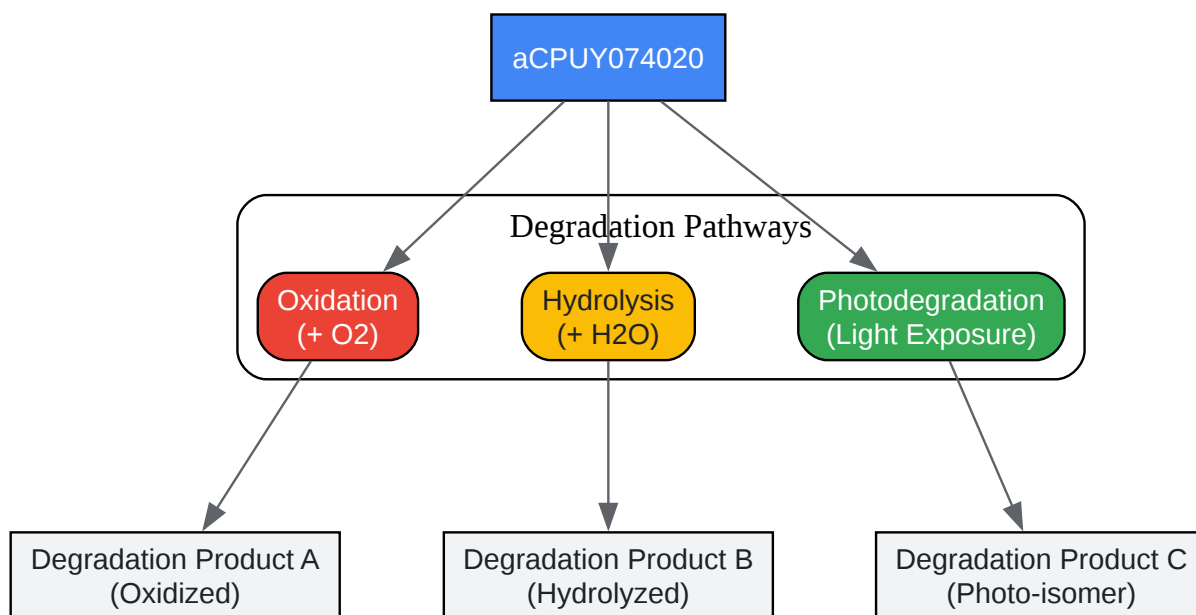 aCPUY074020
Degradation Pathways
Oxidation
(+ O2)
Hydrolysis
(+ H2O)
Photodegradation
(Light Exposure)
Degradation Product A
(Oxidized)
Degradation Product B
(Hydrolyzed)
Degradation Product C
(Photo-isomer)